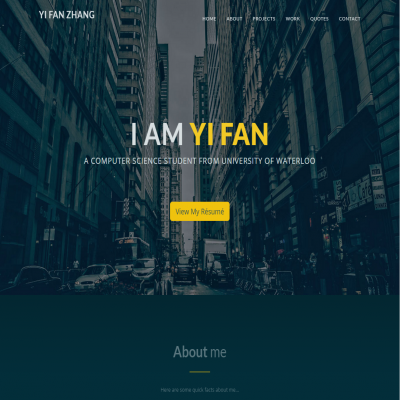 YI FAN ZHANG
HOME ABOUT PROJECTS WORK QUOTES CONTACT
I AM YI FAN
A COMPUTER SCIENCE STUDENT FROM UNIVERSITY OF WATERLOO
View My Résumé
About me
Here are some quick facts about me...